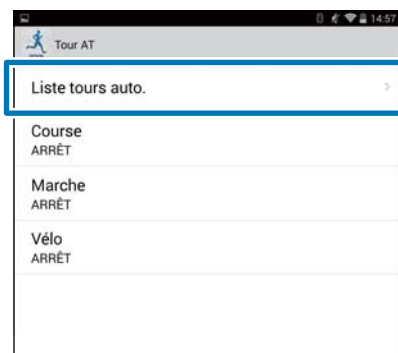 14:57
Tour AT
Liste tours auto.
Course
ARRÊT
Marche
ARRÊT
Vélo
ARRÊT